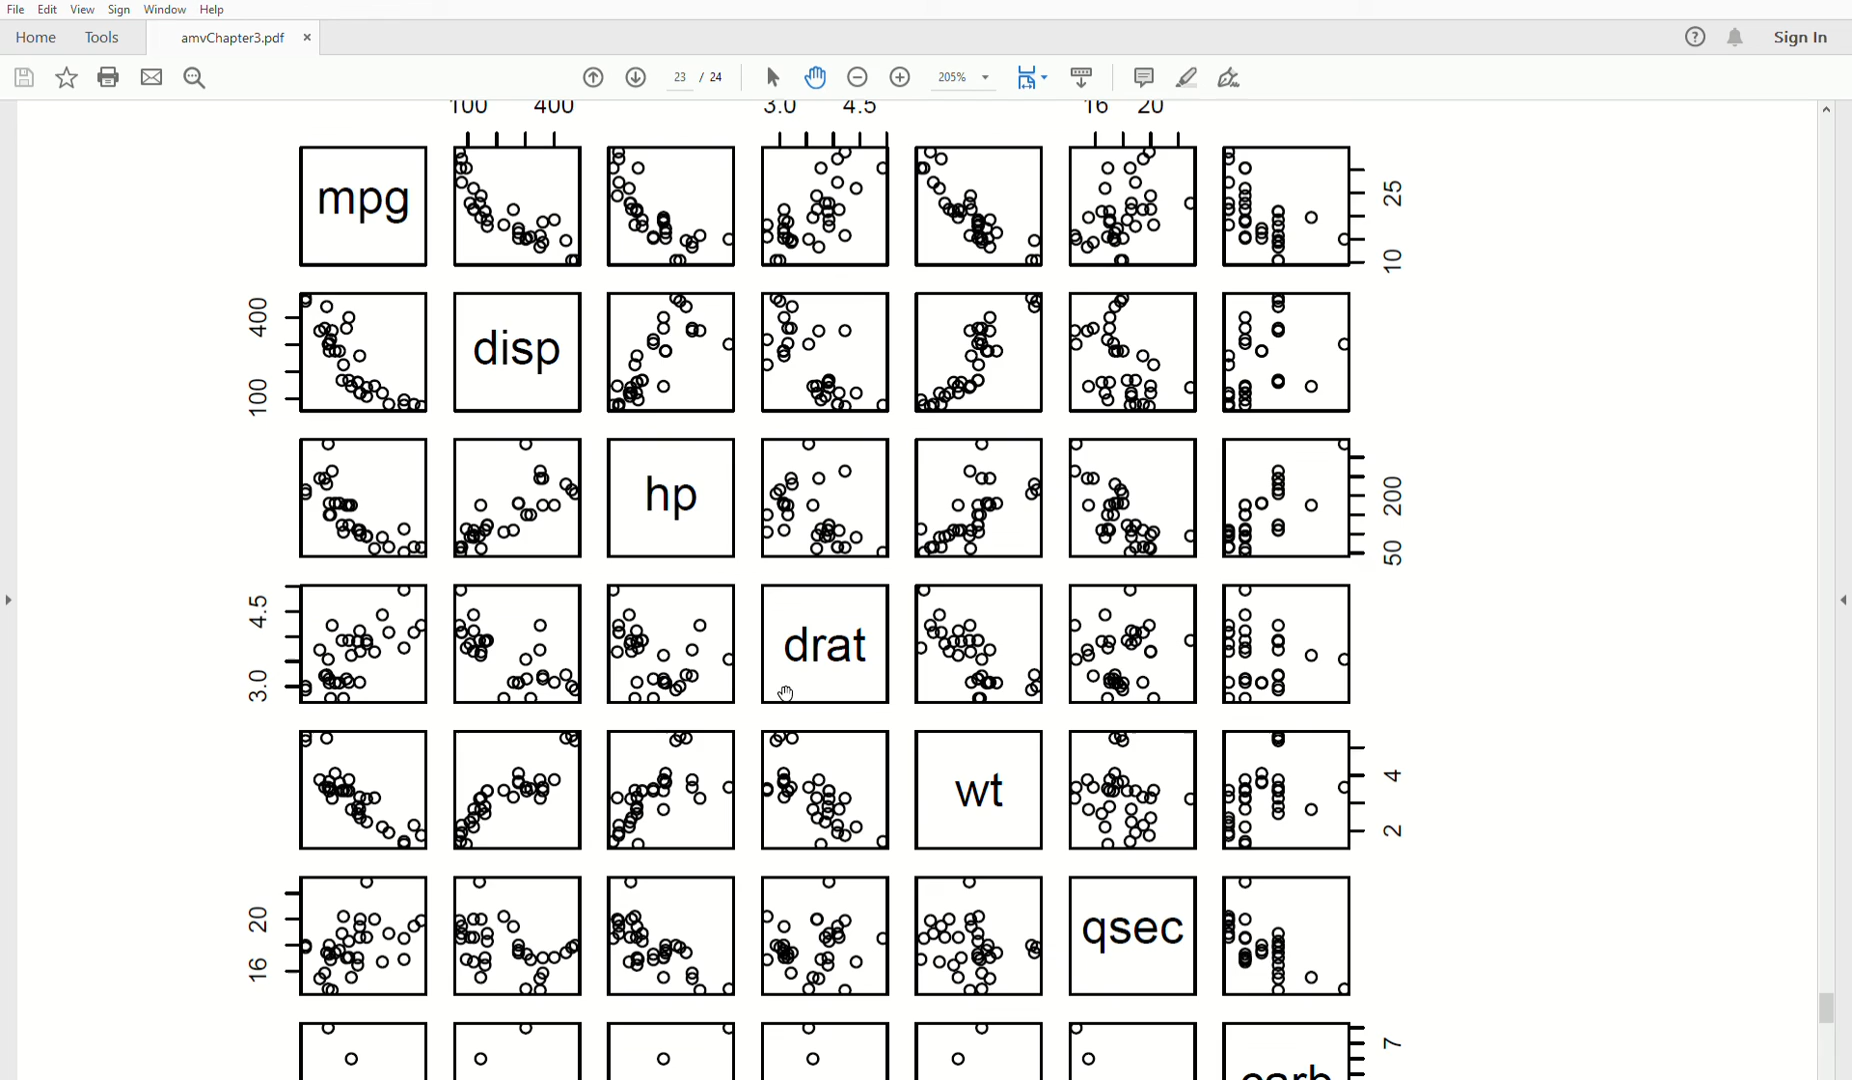 File Edit View Sign Window Help
Home Tools amvChapter3.pdf × ? Sign In
23 / 24 205%
100 400 3.0 4.5 16 20
mpg
10 25
disp
100 400
hp
50 200
drat
3.0 4.5
wt
2 4
qsec
16 20
carb
7